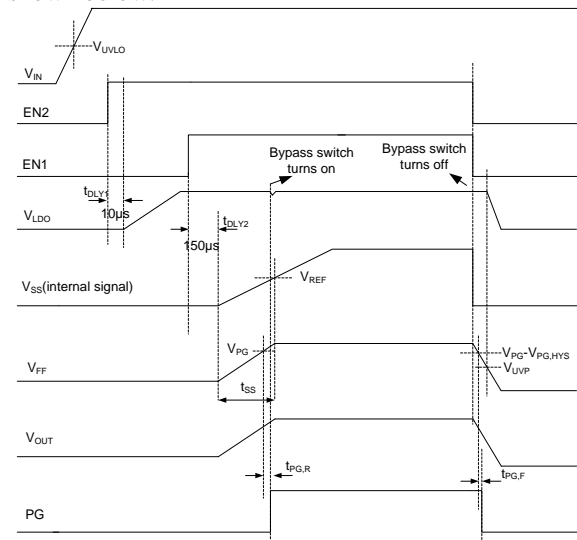 VUVLO
VIN
EN2
EN1
Bypass switch
turns on
Bypass switch
turns off
tDLY1
10µs
VLDO
tDLY2
150µs
VSS(internal signal)
VREF
VPG
VPG-VPG,HYS
VUVP
VFF
tSS
VOUT
tPG,R
tPG,F
PG